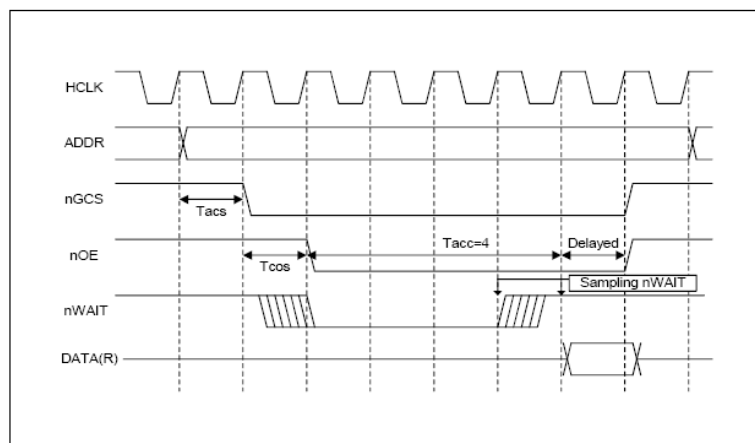 HCLK
ADDR
nGCS
Tacs
nOE
Tcos
Tacc=4
Delayed
Sampling nWAIT
nWAIT
DATA(R)